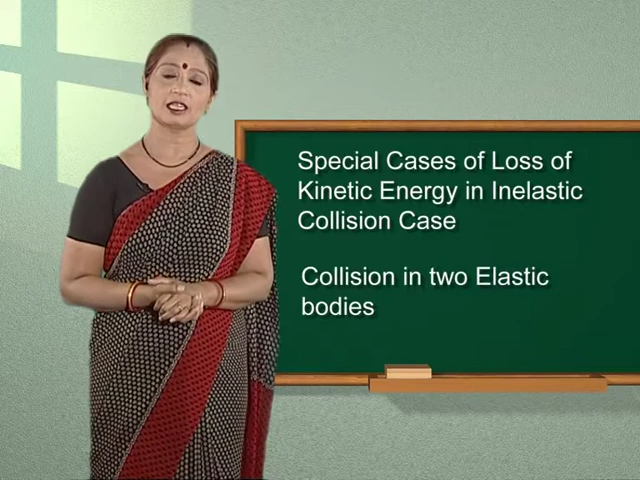 Special Cases of Loss of
Kinetic Energy in Inelastic
Collision Case
Collision in two Elastic
bodies